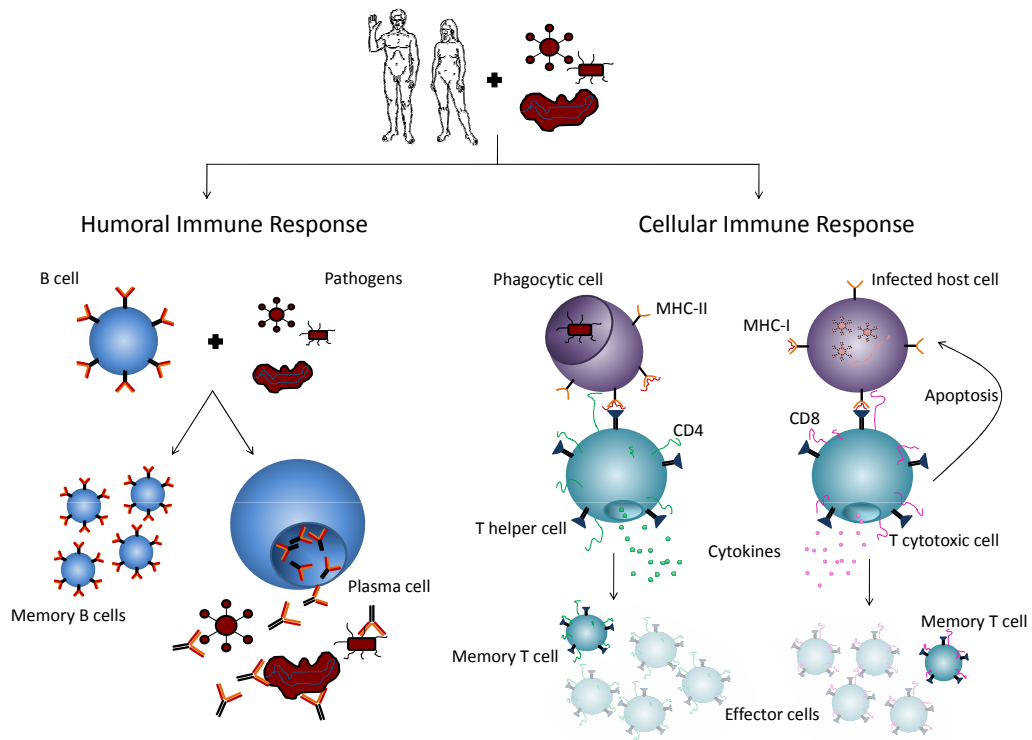 Humoral Immune Response
Cellular Immune Response
B cell
Pathogens
Phagocytic cell
Infected host cell
MHC-II
MHC-I
Apoptosis
CD4
CD8
T helper cell
Cytokines
T cytotoxic cell
Plasma cell
Memory B cells
Memory T cell
Memory T cell
Effector cells